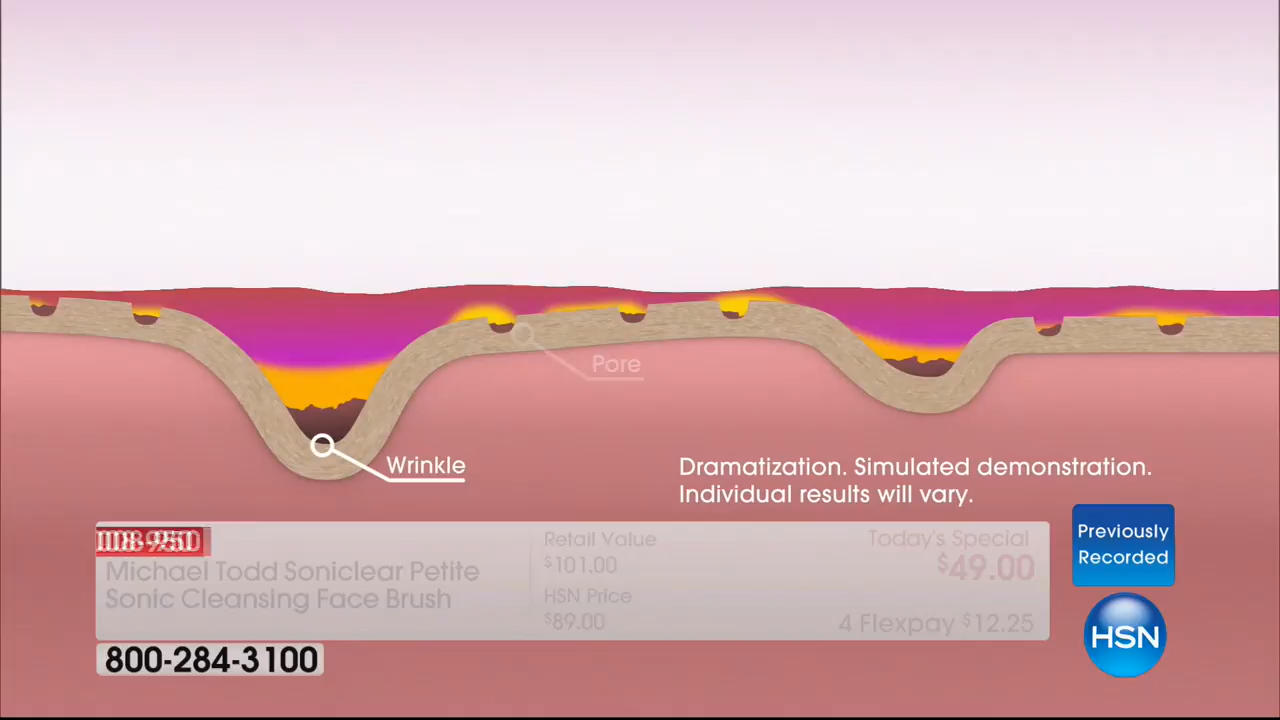 Pore
Wrinkle
Dramatization. Simulated demonstration.
Individual results will vary.
Michael Todd Soniclear Petite
Sonic Cleansing Face Brush
Retail Value
$101.00
HSN Price
$89.00
Today's Special
$49.00
4 Flexpay $12.25
800-284-3100
Previously
Recorded
HSN